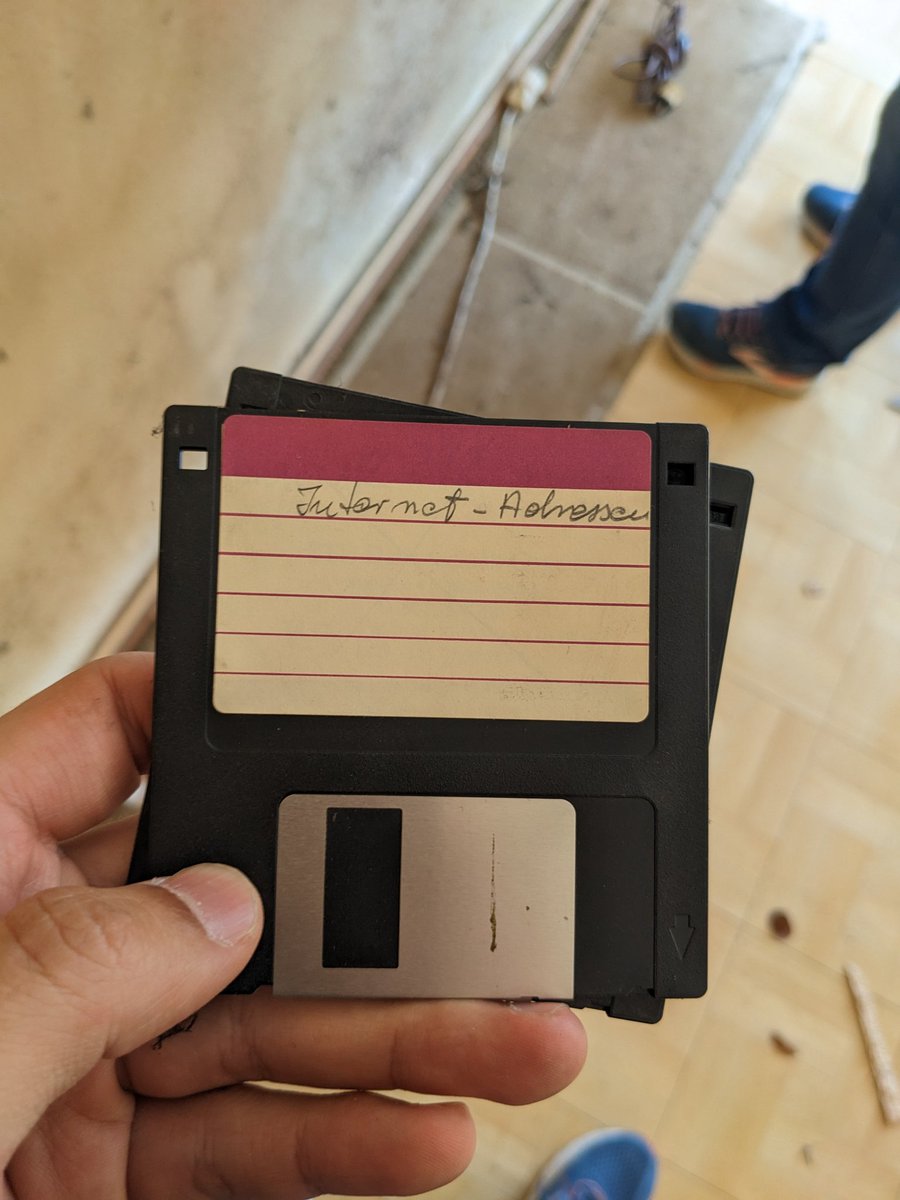 Internet - Adressen